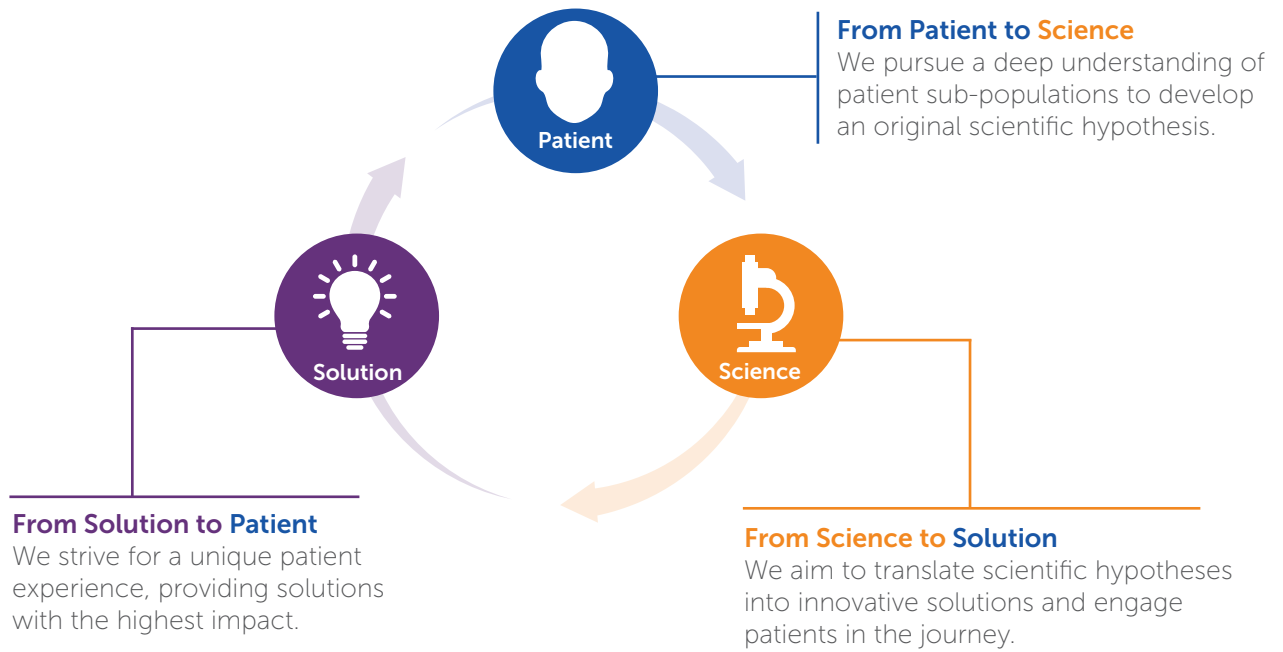 Patient
From Patient to Science
We pursue a deep understanding of
patient sub-populations to develop
an original scientific hypothesis.
Solution
Science
From Solution to Patient
We strive for a unique patient
experience, providing solutions
with the highest impact.
From Science to Solution
We aim to translate scientific hypotheses
into innovative solutions and engage
patients in the journey.